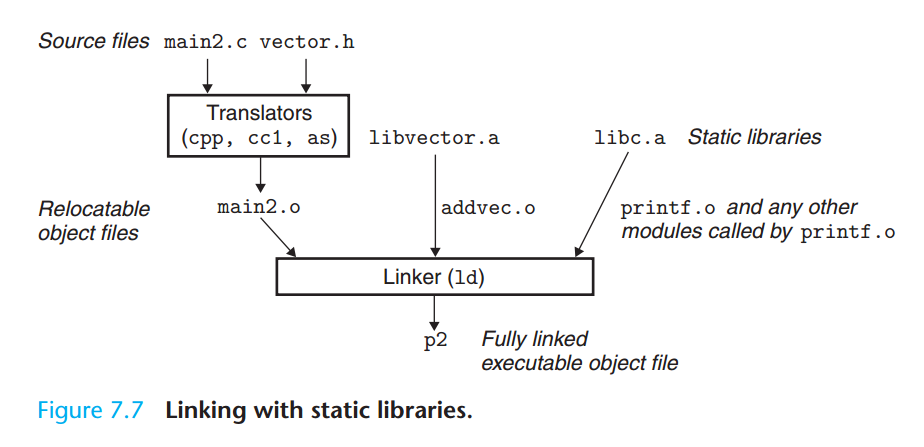 Source files main2.c vector.h
Translators
(cpp, cc1, as)
libvector.a
libc.a Static libraries
Relocatable
object files
main2.o
addvec.o
printf.o and any other
modules called by printf.o
Linker (ld)
p2
Fully linked
executable object file
Figure 7.7 Linking with static libraries.